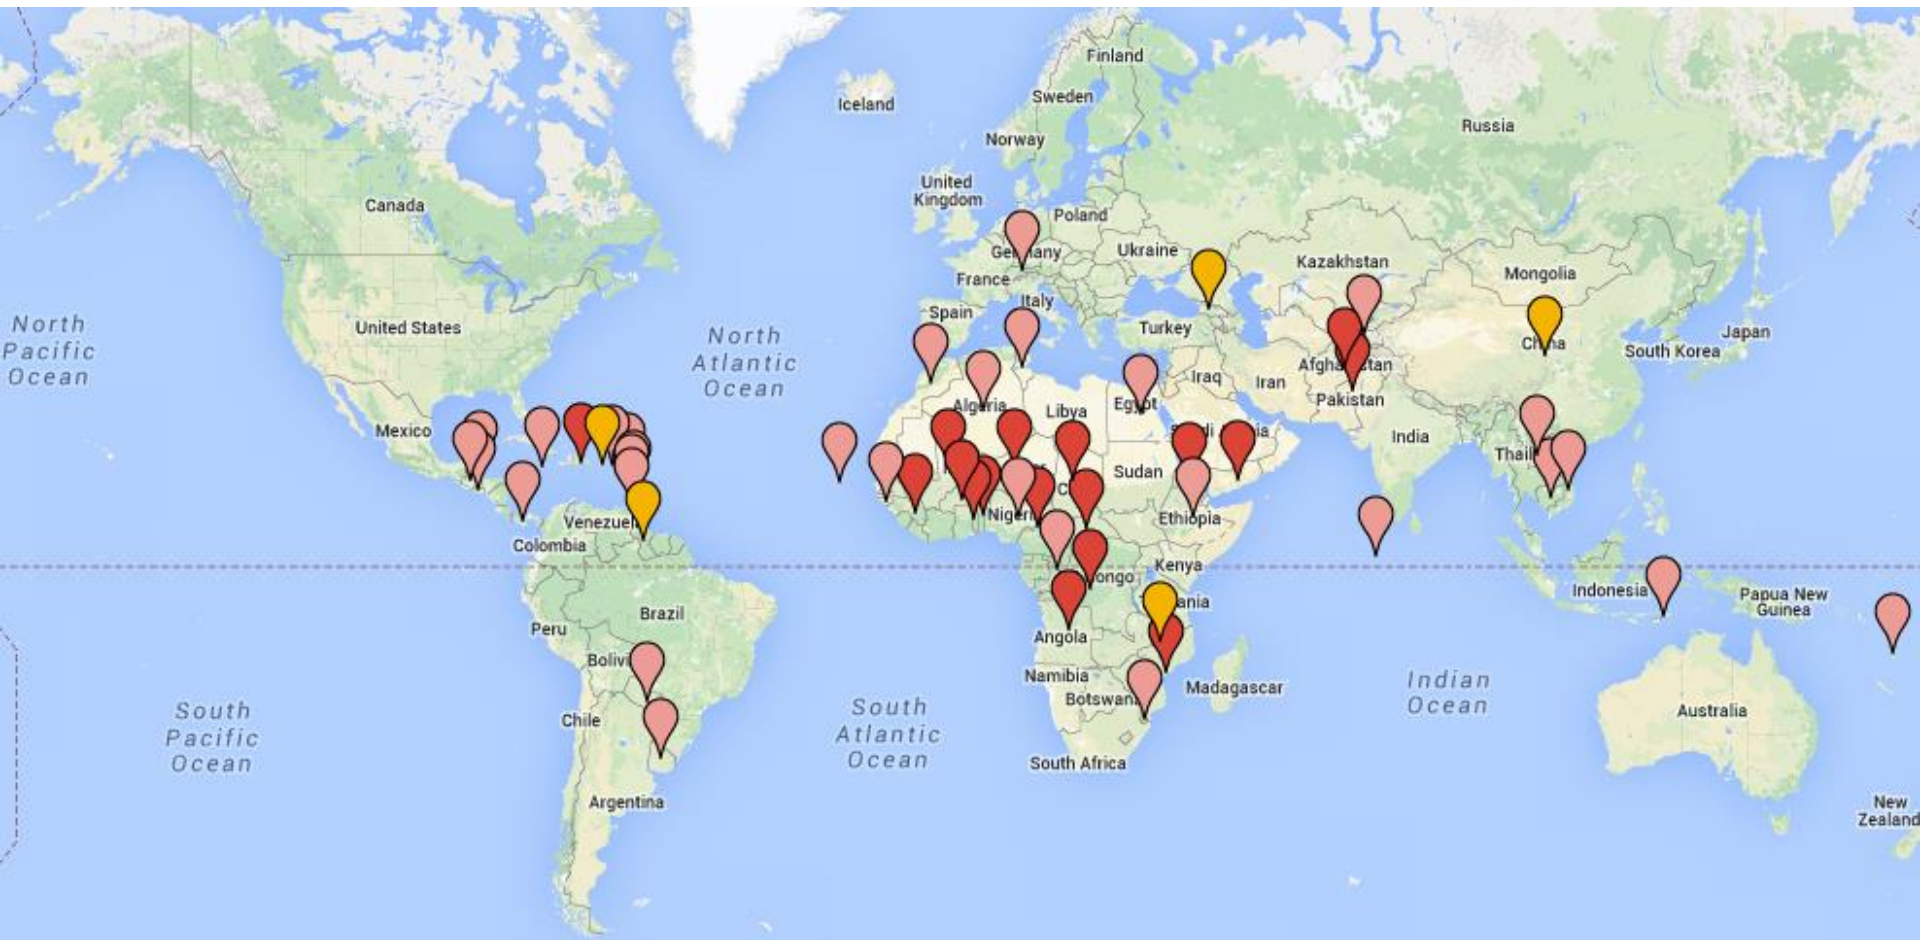 Finland
Iceland
Sweden
Russia
Norway
United
Kingdom
Canada
Poland
Ukraine
Kazakhstan
Mongolia
France
Italy
Spain
North
Pacific
Ocean
United States
North
Atlantic
Ocean
Turkey
China
Japan
South Korea
Iraq
Iran
Pakistan
Algeria
Libya
Egypt
Mexico
India
Sudan
Ethiopia
Colombia
Kenya
Indonesia
Papua New
Guinea
Brazil
Peru
Angola
Namibia
Madagascar
Indian
Ocean
South
Pacific
Ocean
Chile
South
Atlantic
Ocean
Australia
South Africa
Argentina
New
Zealand